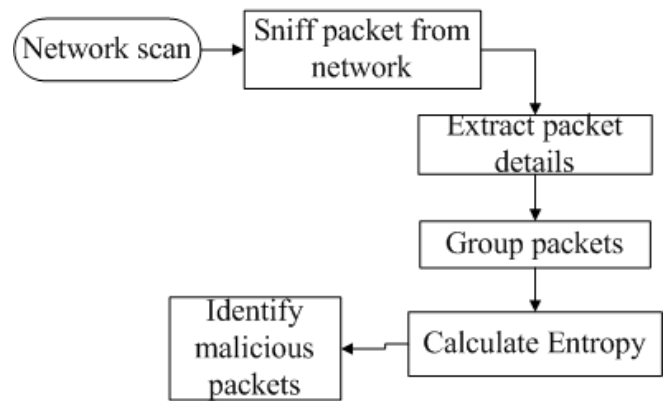 Network scan
Sniff packet from
network
Extract packet
details
Group packets
Calculate Entropy
Identify
malicious
packets